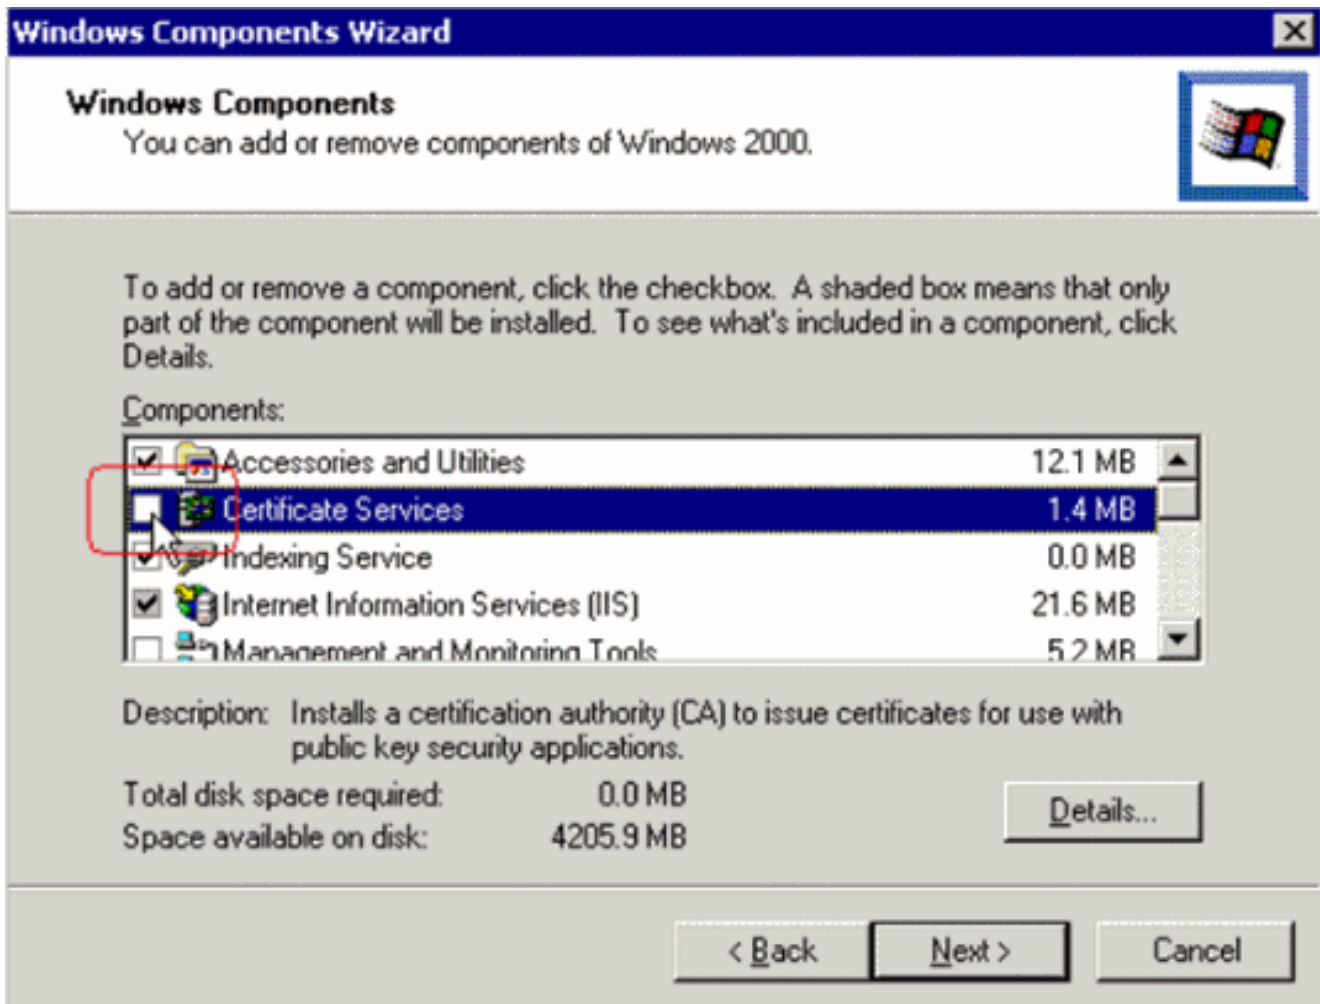 Windows Components Wizard
Windows Components
You can add or remove components of Windows 2000.
To add or remove a component, click the checkbox. A shaded box means that only
part of the component will be installed. To see what's included in a component, click
Details.
Components:
Accessories and Utilities 12.1 MB
Certificate Services 1.4 MB
Indexing Service 0.0 MB
Internet Information Services (IIS) 21.6 MB
Management and Monitoring Tools 5.2 MB
Description: Installs a certification authority (CA) to issue certificates for use with
public key security applications.
Total disk space required: 0.0 MB
Space available on disk: 4205.9 MB
Details...
< Back Next > Cancel